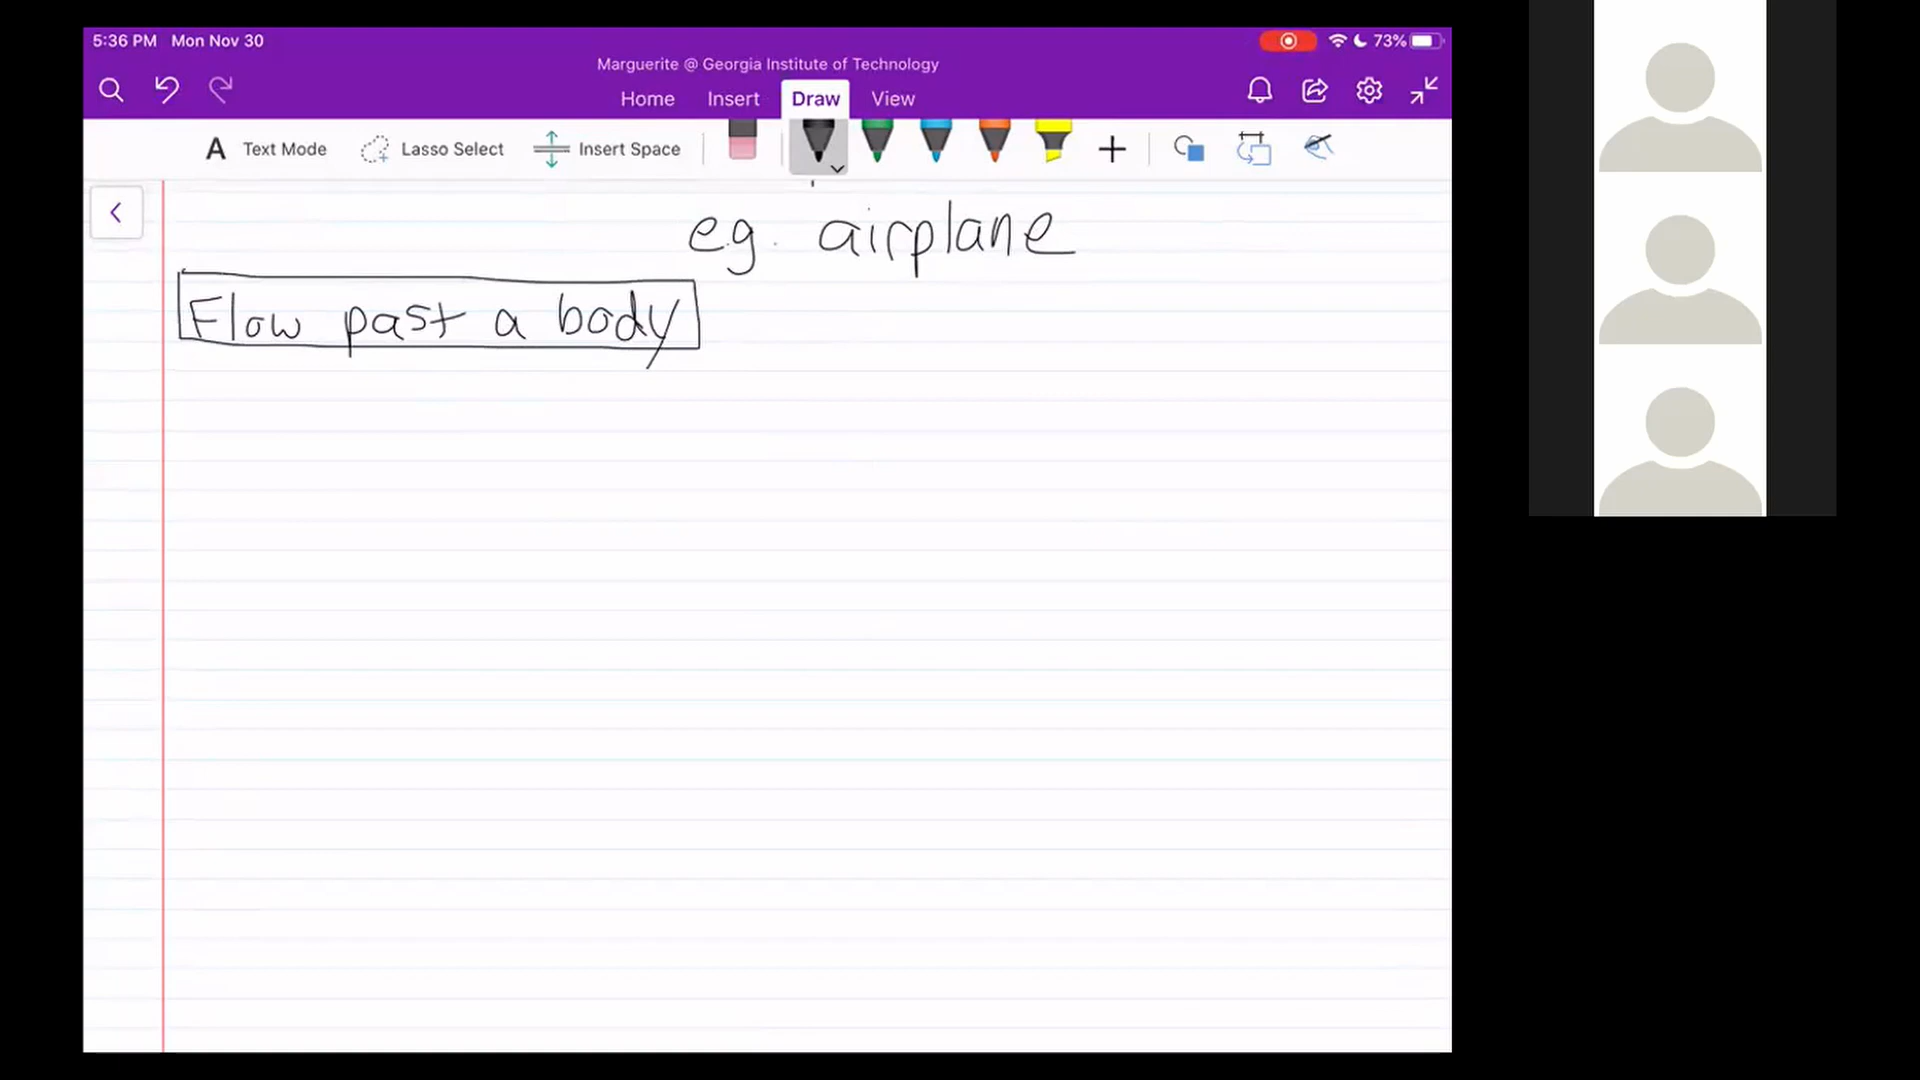 5:36 PM Mon Nov 30
73%
Marguerite @ Georgia Institute of Technology
Home Insert Draw View
A Text Mode Lasso Select Insert Space
eg. airplane
Flow past a body